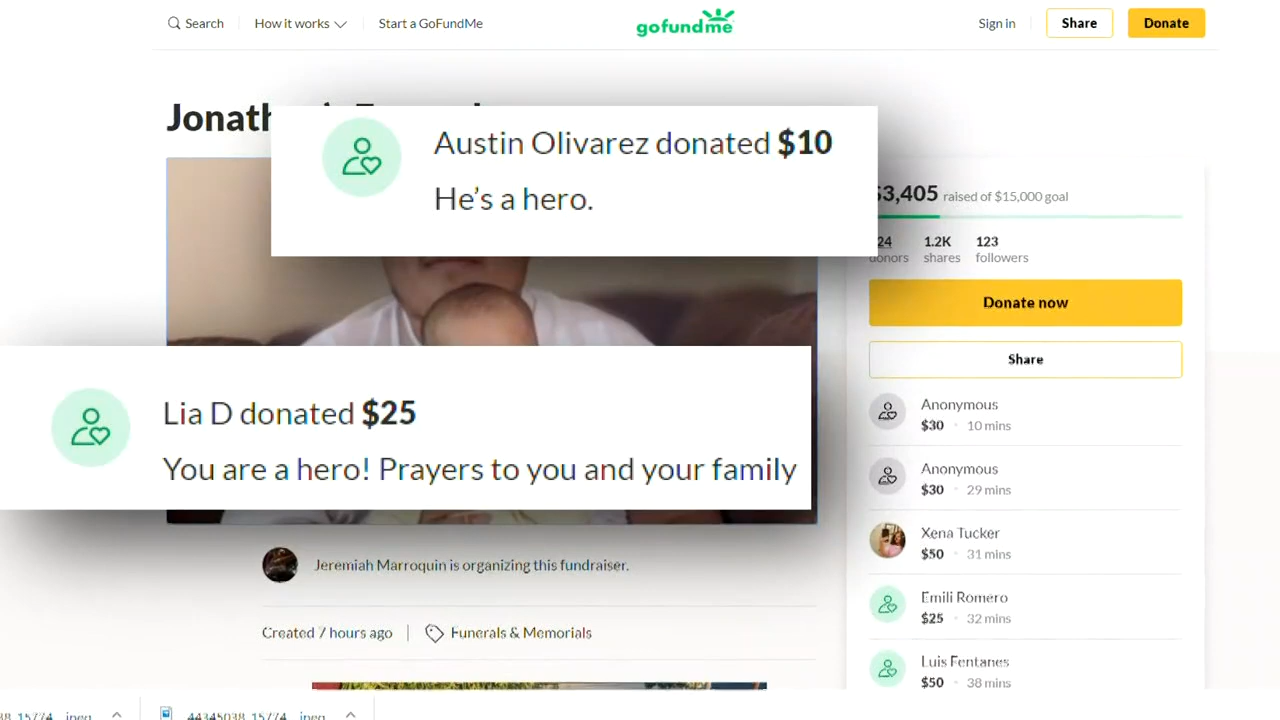 Search
How it works
Start a GoFundMe
gofundme
Sign in
Share
Donate
Austin Olivarez donated $10
He's a hero.
$3,405 raised of $15,000 goal
1.2K
123
donors
shares
followers
Donate now
Share
Lia D donated $25
You are a hero! Prayers to you and your family
Anonymous
$30 · 10 mins
Anonymous
$30 · 29 mins
Xena Tucker
$50 · 31 mins
Emili Romero
$25 · 32 mins
Luis Fentanes
$50 · 38 mins
Jeremiah Marroquin is organizing this fundraiser.
Created 7 hours ago
Funerals & Memorials
44345038_15774_.jpeg